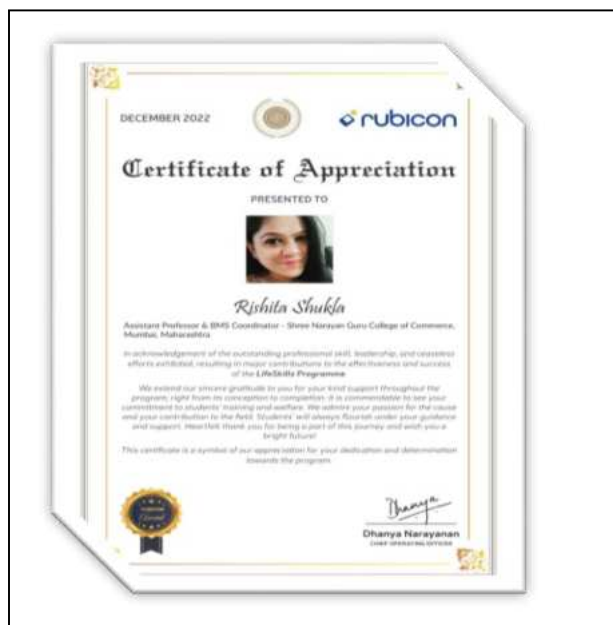 DECEMBER 2022
rubicon
Certificate of Appreciation
PRESENTED TO
Rishita Shukla
Assistant Professor & BMS Coordinator - Shree Narayan Guru College of Commerce,
Mumbai, Maharashtra
In acknowledgement of the outstanding professional skill, leadership, and ceaseless
efforts exhibited, resulting in major contributions to the effectiveness and success
of the LifeSkills Programme.
We extend our sincere gratitude to you for your kind support throughout the
program, right from its conception to completion. It is commendable to see your
commitment to students' training and welfare. We admire your passion for the cause
and your contribution to the field. Students' will always flourish under your guidance
and support. Heartfelt thank you for being a part of this journey and wish you a
bright future!
This certificate is a symbol of our appreciation for your dedication and determination
towards the program.
Dhanya
Dhanya Narayanan
CHIEF OPERATING OFFICER